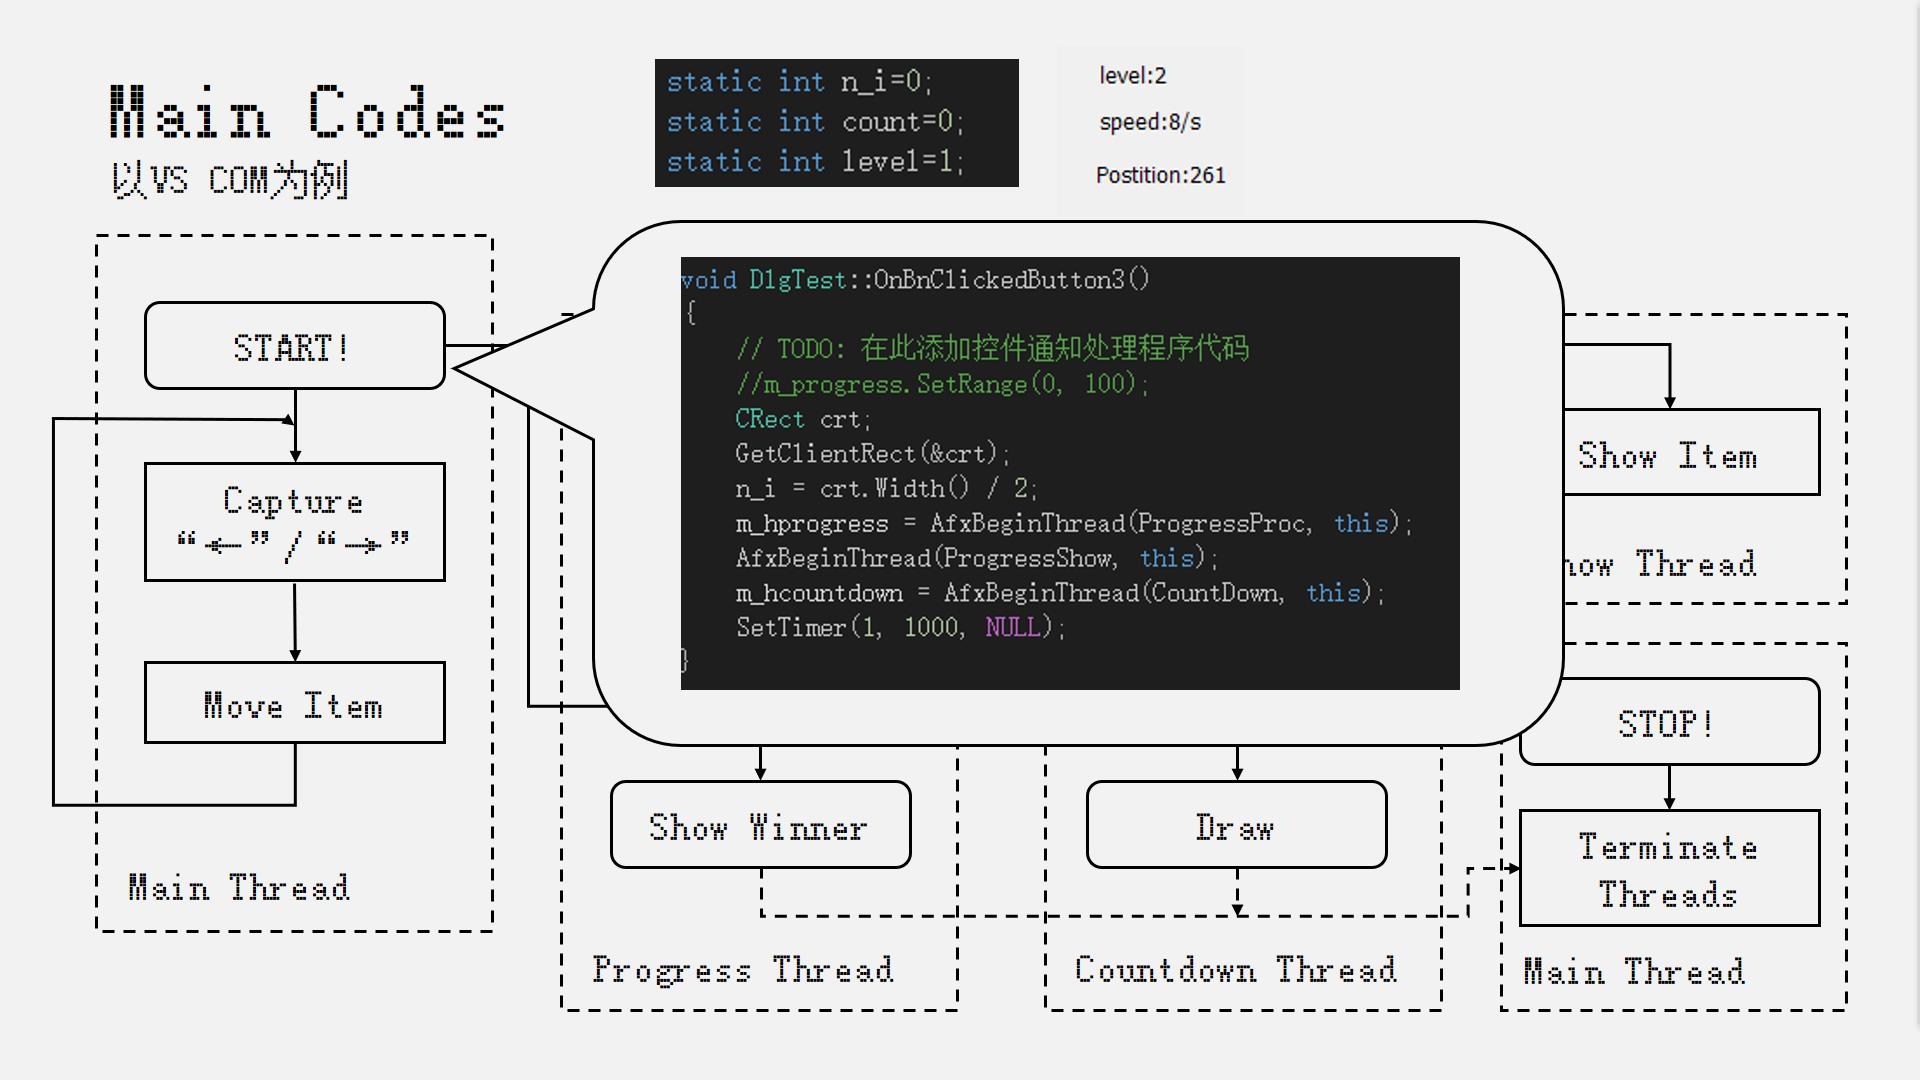 Main Codes
以VS COM为例
static int n_i=0;
static int count=0;
static int level=1;
level:2
speed:8/s
Postition:261
START!
Capture
“←”/“→”
Move Item
Main Thread
void DlgTest::OnBnClickedButton3()
{
// TODO: 在此添加控件通知处理程序代码
//m_progress.SetRange(0, 100);
CRect crt;
GetClientRect(&crt);
n_i = crt.Width() / 2;
m_hprogress = AfxBeginThread(ProgressProc, this);
AfxBeginThread(ProgressShow, this);
m_hcountdown = AfxBeginThread(CountDown, this);
SetTimer(1, 1000, NULL);
}
Show Item
how Thread
Show Winner
Progress Thread
Draw
Countdown Thread
STOP!
Terminate
Threads
Main Thread